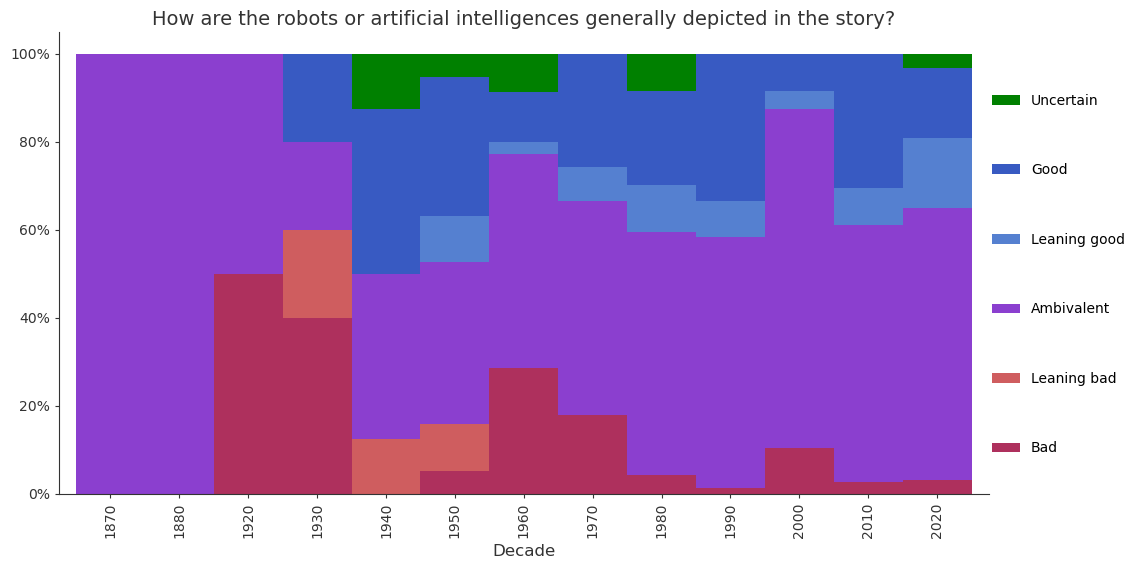 How are the robots or artificial intelligences generally depicted in the story?
100%
80%
60%
40%
20%
0%
Uncertain
Good
Leaning good
Ambivalent
Leaning bad
Bad
1870
1880
1920
1930
1940
1950
1960
1970
1980
1990
2000
2010
2020
Decade